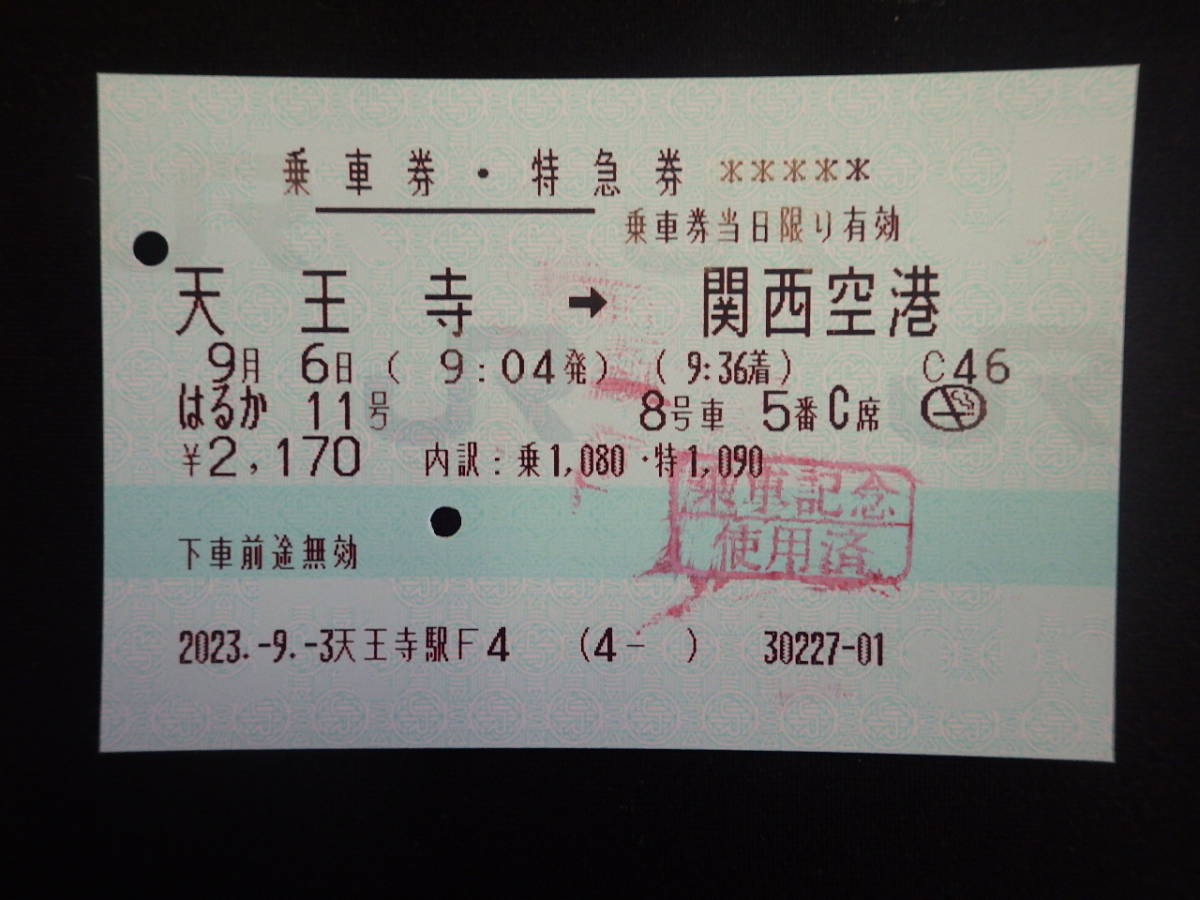 乗車券・特急券 *****
乗車券当日限り有効
天王寺 → 関西空港
9月 6日 ( 9:04発) ( 9:36着) C46
はるか 11号 8号車 5番C席
¥2,170 内訳:乗1,080・特1,090
乗車記念
使用済
下車前途無効
2023.-9.-3天王寺駅F4 (4- ) 30227-01